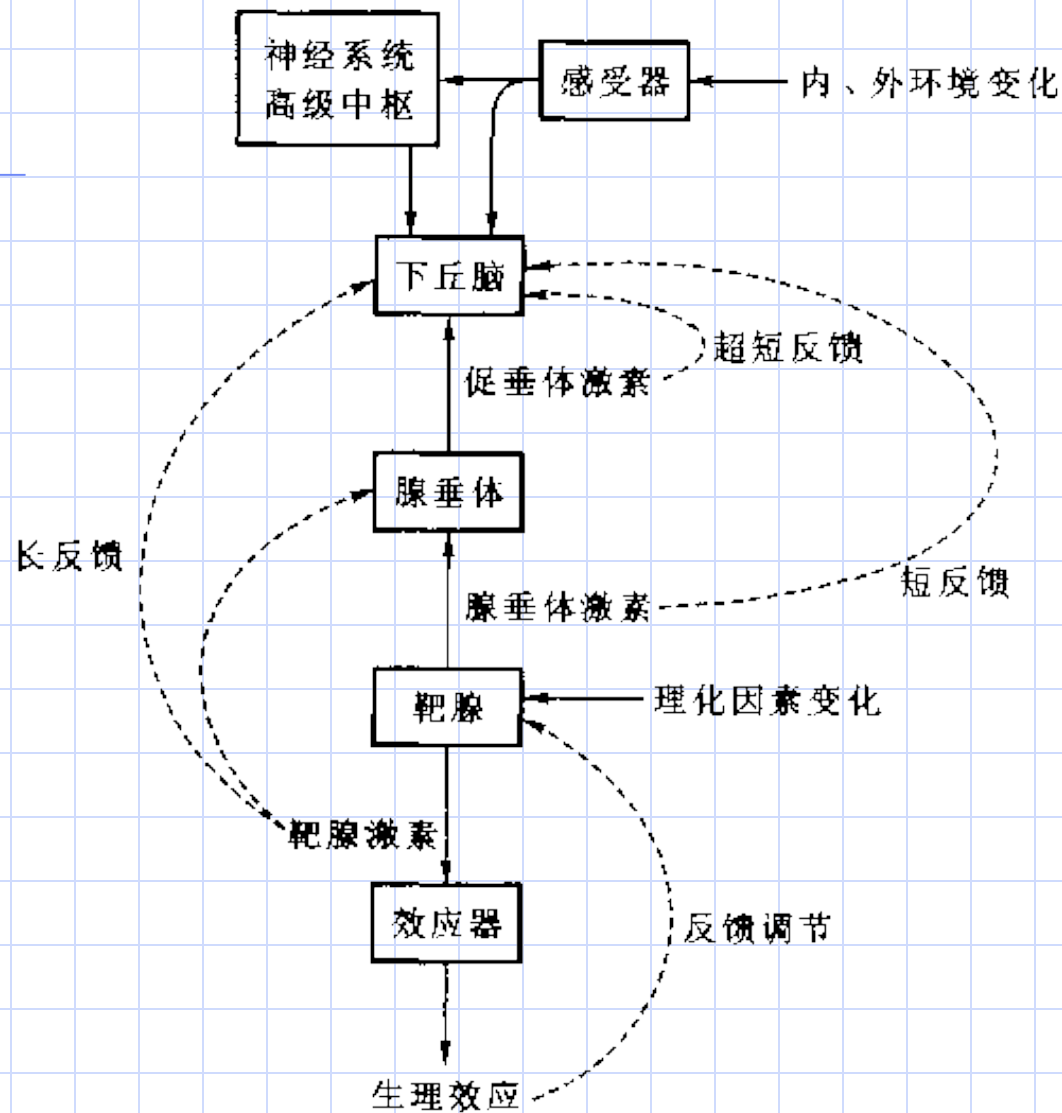 神经系统
高级中枢
感受器
内、外环境变化
下丘脑
超短反馈
促垂体激素
腺垂体
长反馈
短反馈
腺垂体激素
靶腺
理化因素变化
靶腺激素
效应器
反馈调节
生理效应